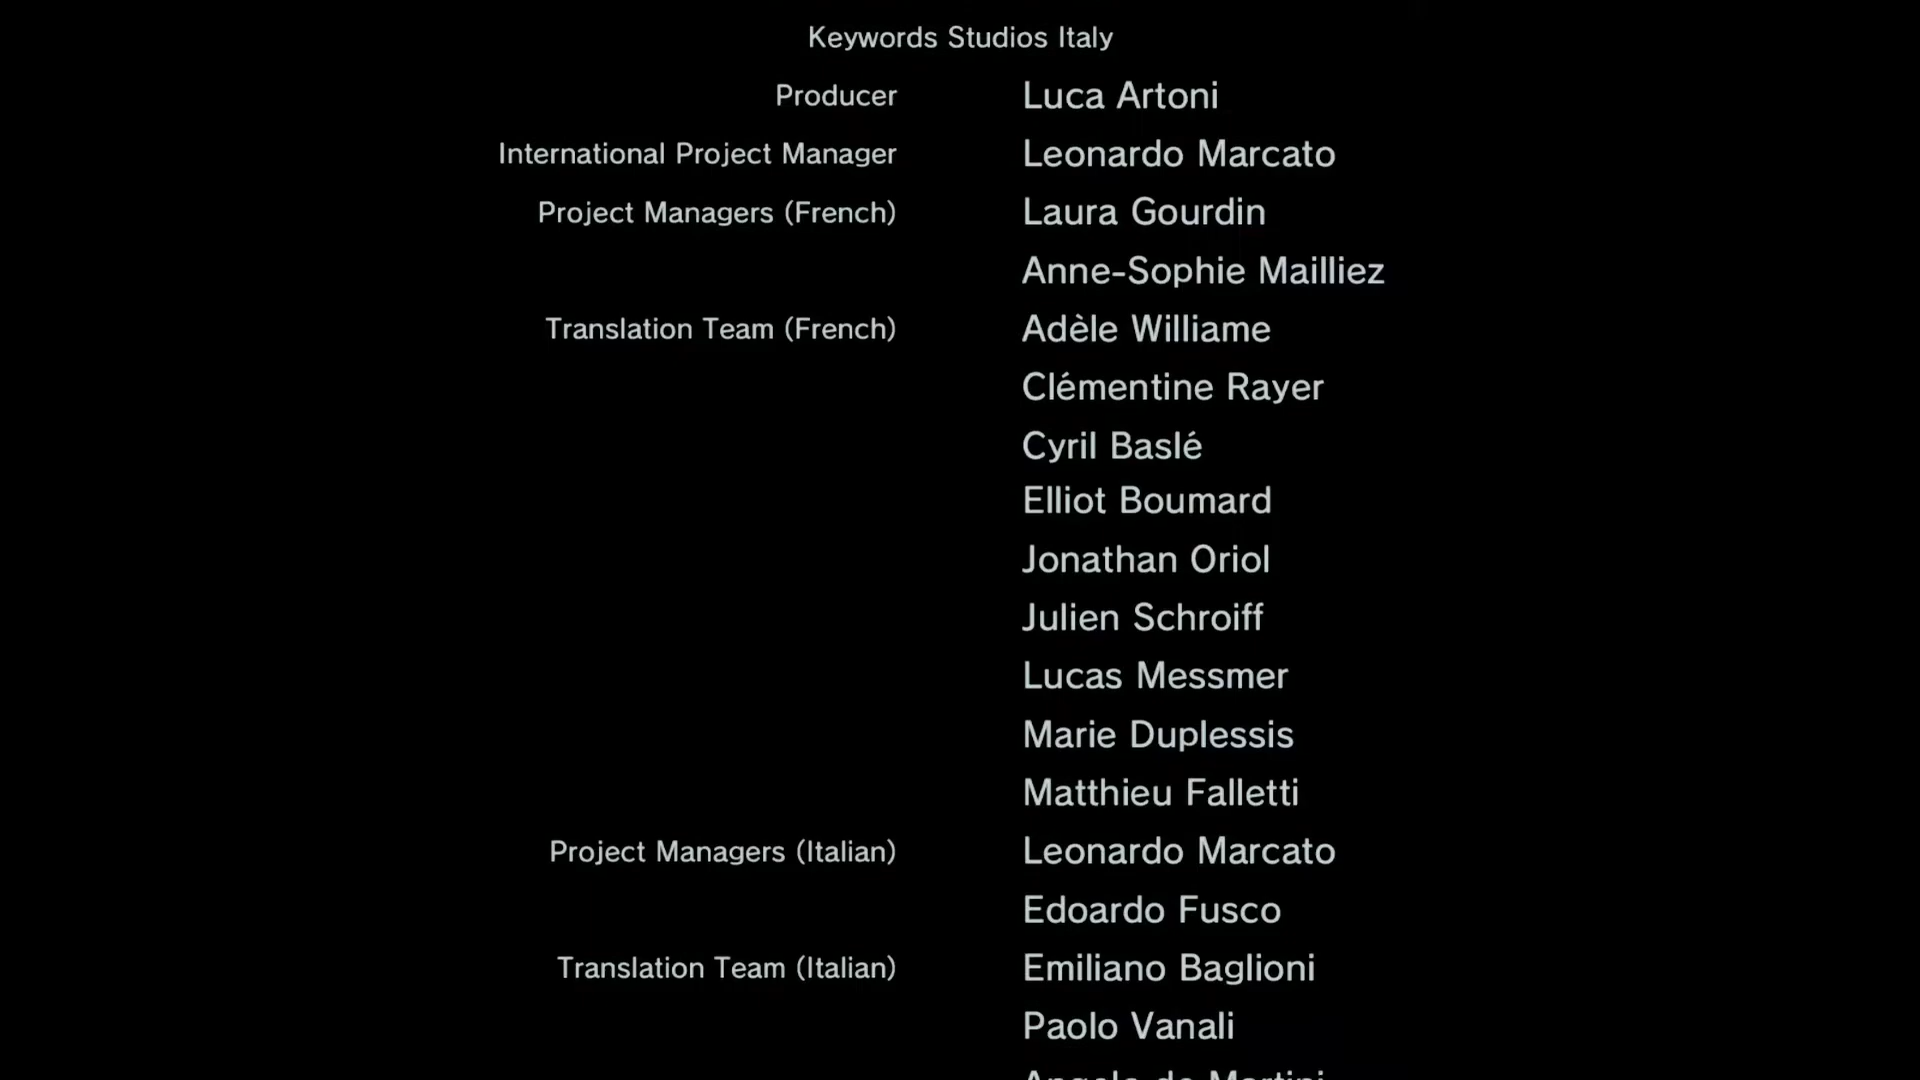 Keywords Studios Italy
Producer Luca Artoni
International Project Manager Leonardo Marcato
Project Managers (French) Laura Gourdin
Anne-Sophie Mailliez
Translation Team (French) Adèle Williame
Clémentine Rayer
Cyril Baslé
Elliot Boumard
Jonathan Oriol
Julien Schroiff
Lucas Messmer
Marie Duplessis
Matthieu Falletti
Project Managers (Italian) Leonardo Marcato
Edoardo Fusco
Translation Team (Italian) Emiliano Baglioni
Paolo Vanali